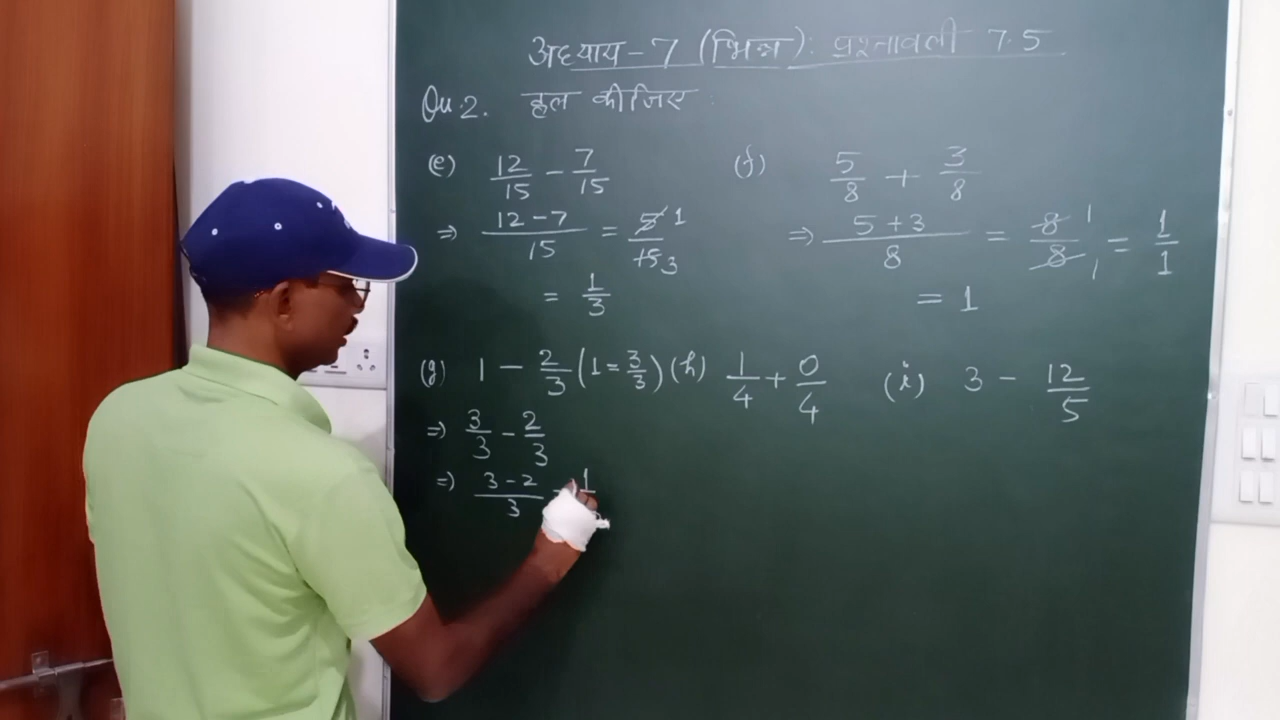 अध्याय - 7 (भिन्न): प्रश्नावली 7.5
Qu.2. हल कीजिए
(e) 12/15 - 7/15
⇒ (12 - 7)/15 = 5/15 1 3
= 1/3
(f) 5/8 + 3/8
⇒ (5 + 3)/8 = 8/8 1 1 = 1/1
= 1
(g) 1 - 2/3 (1 = 3/3)
⇒ 3/3 - 2/3
⇒ (3 - 2)/3 = 1
(h) 1/4 + 0/4
(i) 3 - 12/5